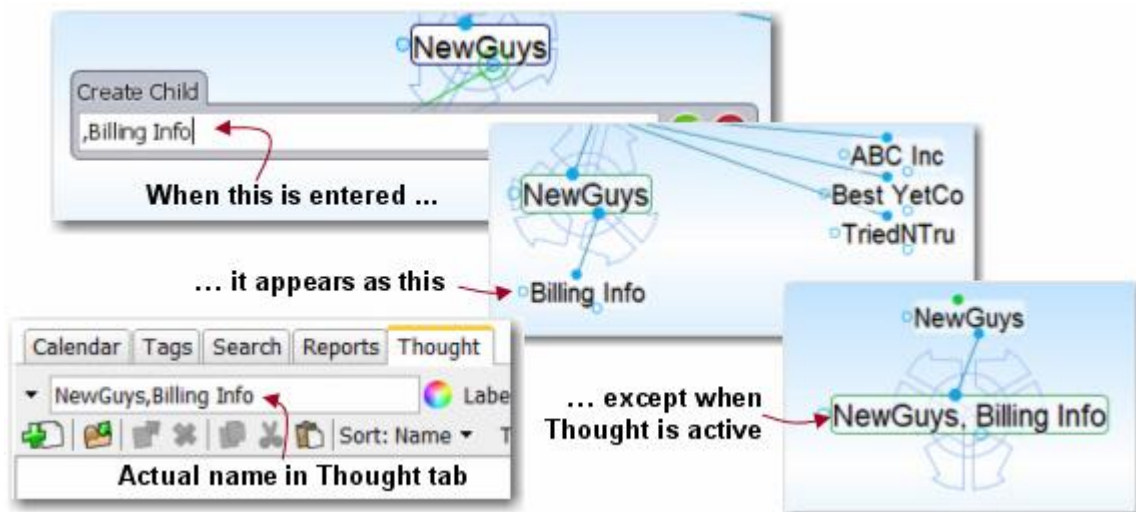 NewGuys
Create Child
,Billing Info
When this is entered ...
ABC Inc
NewGuys
Best YetCo
TriedNTru
... it appears as this
Billing Info
NewGuys
Calendar Tags Search Reports Thought
NewGuys,Billing Info
Labe
... except when
Thought is active
NewGuys, Billing Info
Sort: Name
T
Actual name in Thought tab